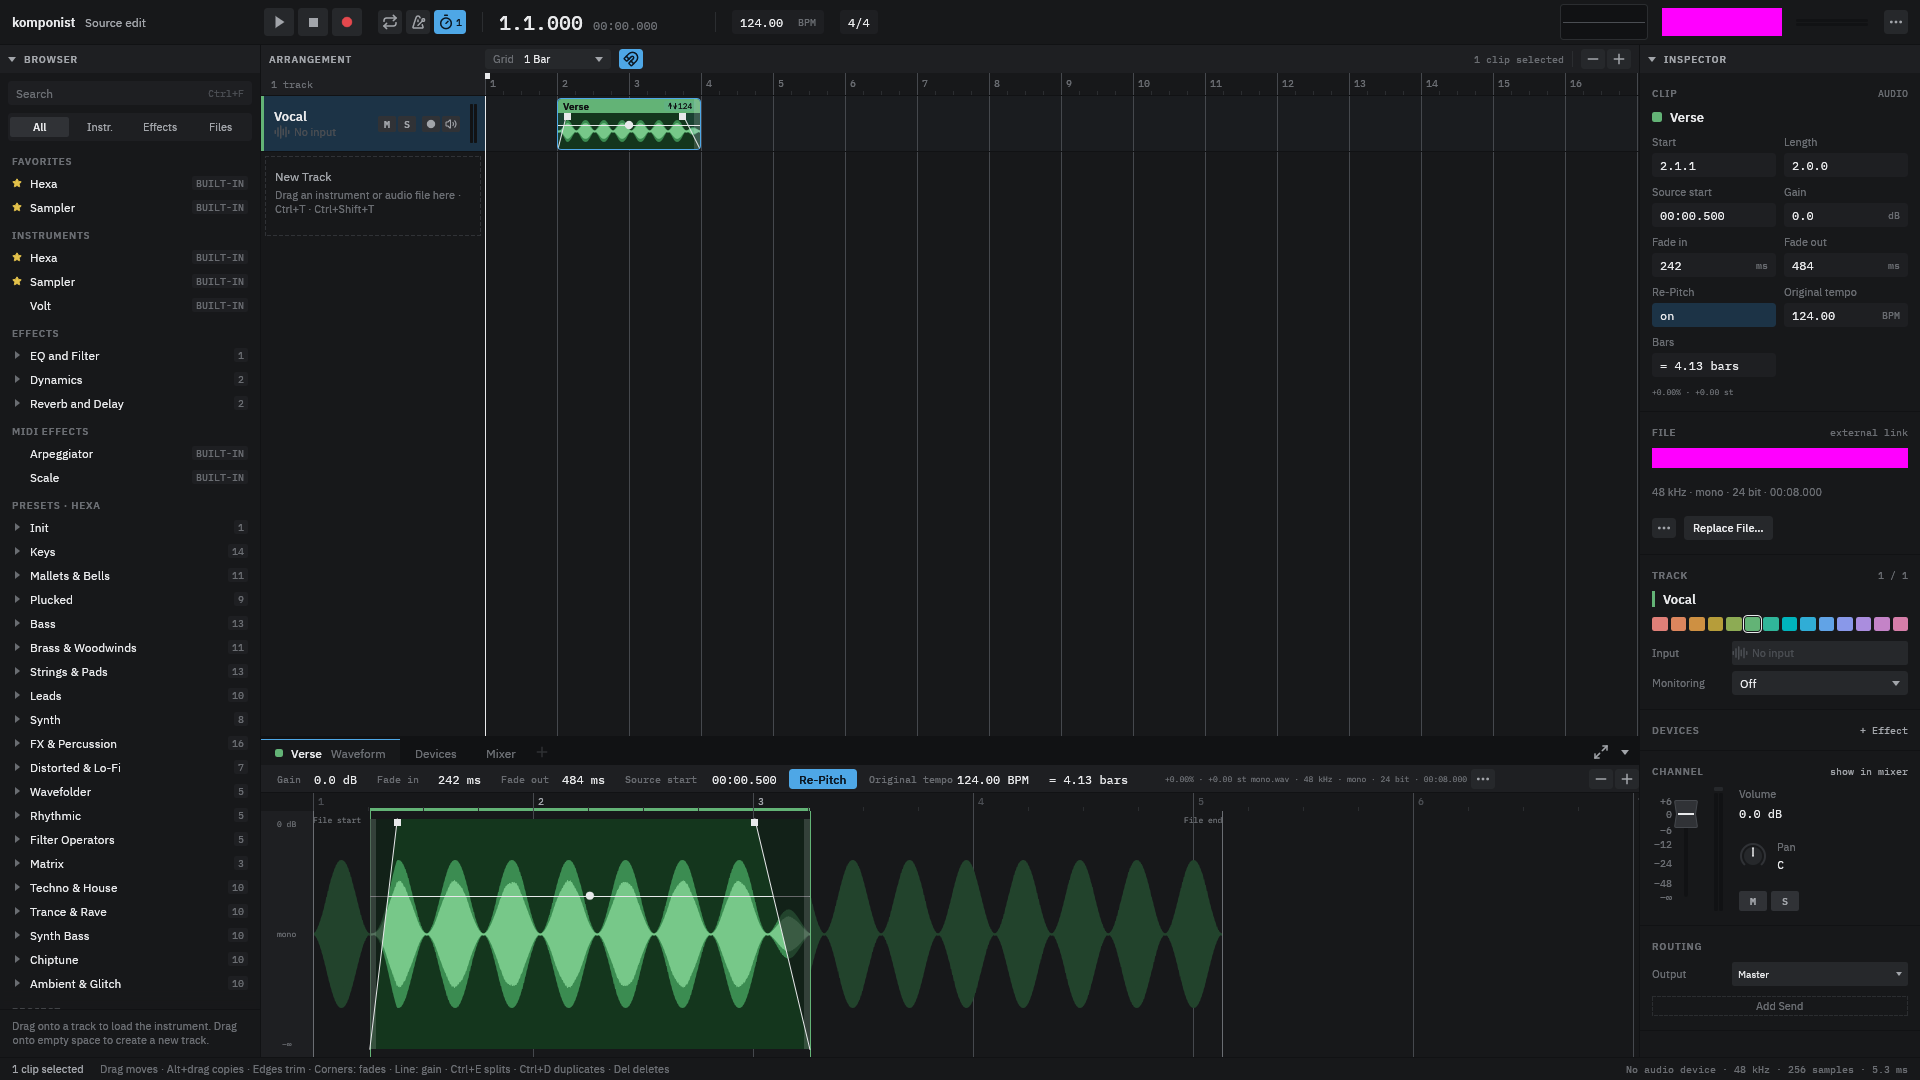 komponist Source edit
1
1.1.000 00:00.000
124.00 BPM
4/4
BROWSER
Search Ctrl+F
All Instr. Effects Files
FAVORITES
Hexa BUILT-IN
Sampler BUILT-IN
INSTRUMENTS
Hexa BUILT-IN
Sampler BUILT-IN
Volt BUILT-IN
EFFECTS
EQ and Filter 1
Dynamics 2
Reverb and Delay 2
MIDI EFFECTS
Arpeggiator BUILT-IN
Scale BUILT-IN
PRESETS · HEXA
Init 1
Keys 14
Mallets & Bells 11
Plucked 9
Bass 13
Brass & Woodwinds 11
Strings & Pads 13
Leads 10
Synth 8
FX & Percussion 16
Distorted & Lo-Fi 7
Wavefolder 5
Rhythmic 5
Filter Operators 5
Matrix 3
Techno & House 10
Trance & Rave 10
Synth Bass 10
Chiptune 10
Ambient & Glitch 10
Drag onto a track to load the instrument. Drag
onto empty space to create a new track.
ARRANGEMENT
Grid 1 Bar
1 clip selected
1 track
1 2 3 4 5 6 7 8 9 10 11 12 13 14 15 16
Vocal
No input
M S
Verse 124
New Track
Drag an instrument or audio file here ·
Ctrl+T · Ctrl+Shift+T
Verse Waveform Devices Mixer
Gain 0.0 dB Fade in 242 ms Fade out 484 ms Source start 00:00.500 Re-Pitch Original tempo 124.00 BPM = 4.13 bars +0.00% · +0.00 st mono.wav · 48 kHz · mono · 24 bit · 00:08.000
1 2 3 4 5 6
0 dB
File start
File end
mono
-∞
INSPECTOR
CLIP AUDIO
Verse
Start Length
2.1.1 2.0.0
Source start Gain
00:00.500 0.0 dB
Fade in Fade out
242 ms 484 ms
Re-Pitch Original tempo
on 124.00 BPM
Bars
= 4.13 bars
+0.00% · +0.00 st
FILE external link
48 kHz · mono · 24 bit · 00:08.000
Replace File...
TRACK 1 / 1
Vocal
Input No input
Monitoring Off
DEVICES + Effect
CHANNEL show in mixer
+6
0
-6
-12
-24
-48
-∞
Volume
0.0 dB
Pan
C
M S
ROUTING
Output Master
Add Send
1 clip selected Drag moves · Alt+drag copies · Edges trim · Corners: fades · Line: gain · Ctrl+E splits · Ctrl+D duplicates · Del deletes
No audio device · 48 kHz · 256 samples · 5.3 ms